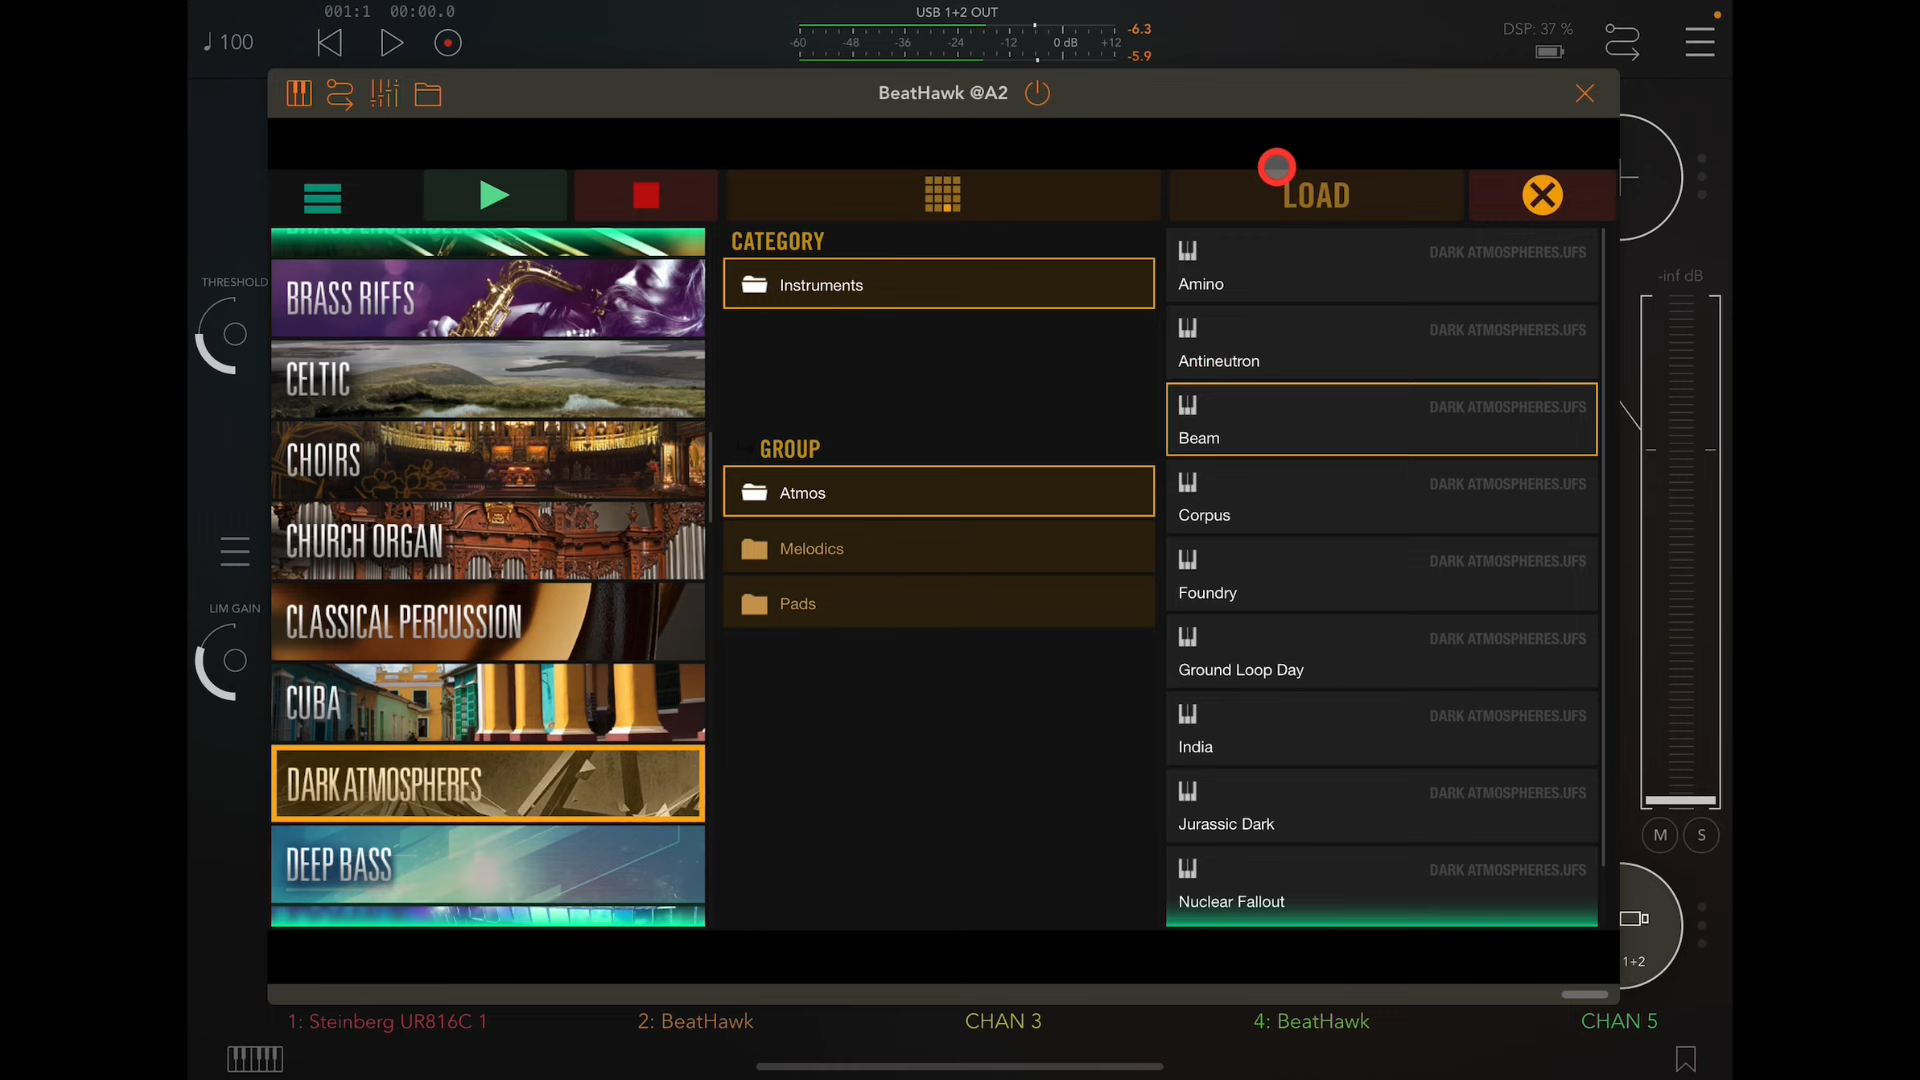 001:1 00:00.0
USB 1+2 OUT
♩ 100
-60 -48 -36 -24 -12 0 dB +12
-6.3
-5.9
DSP: 37 %
BeatHawk @A2
LOAD
THRESHOLD
LIM GAIN
BRASS ENSEMBLES
BRASS RIFFS
CELTIC
CHOIRS
CHURCH ORGAN
CLASSICAL PERCUSSION
CUBA
DARK ATMOSPHERES
DEEP BASS
CATEGORY
Instruments
GROUP
Atmos
Melodics
Pads
DARK ATMOSPHERES.UFS
Amino
DARK ATMOSPHERES.UFS
Antineutron
DARK ATMOSPHERES.UFS
Beam
DARK ATMOSPHERES.UFS
Corpus
DARK ATMOSPHERES.UFS
Foundry
DARK ATMOSPHERES.UFS
Ground Loop Day
DARK ATMOSPHERES.UFS
India
DARK ATMOSPHERES.UFS
Jurassic Dark
DARK ATMOSPHERES.UFS
Nuclear Fallout
-inf dB
M S
1+2
1: Steinberg UR816C 1
2: BeatHawk
CHAN 3
4: BeatHawk
CHAN 5